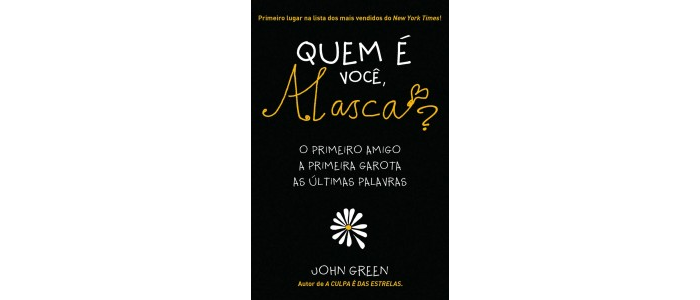 Primeiro lugar na lista dos mais vendidos do New York Times!
QUEM É
VOCÊ,
Alasca?
O PRIMEIRO AMIGO
A PRIMEIRA GAROTA
AS ÚLTIMAS PALAVRAS
JOHN GREEN
Autor de A CULPA É DAS ESTRELAS.